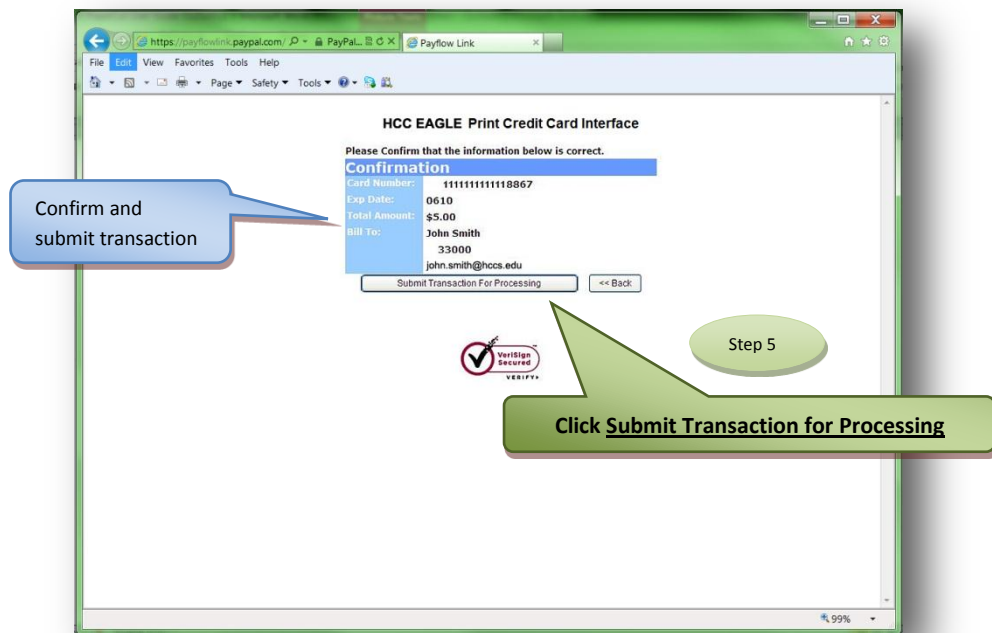 https://payflowlink.paypal.com/
PayPal...
Payflow Link
File Edit View Favorites Tools Help
Page Safety Tools
HCC EAGLE Print Credit Card Interface
Please Confirm that the information below is correct.
Confirmation
Card Number: 1111111111118867
Exp Date: 0610
Total Amount: $5.00
Bill To: John Smith
33000
john.smith@hccs.edu
Submit Transaction For Processing << Back
Confirm and
submit transaction
VeriSign
Secured
VERIFY
Step 5
Click Submit Transaction for Processing
99%